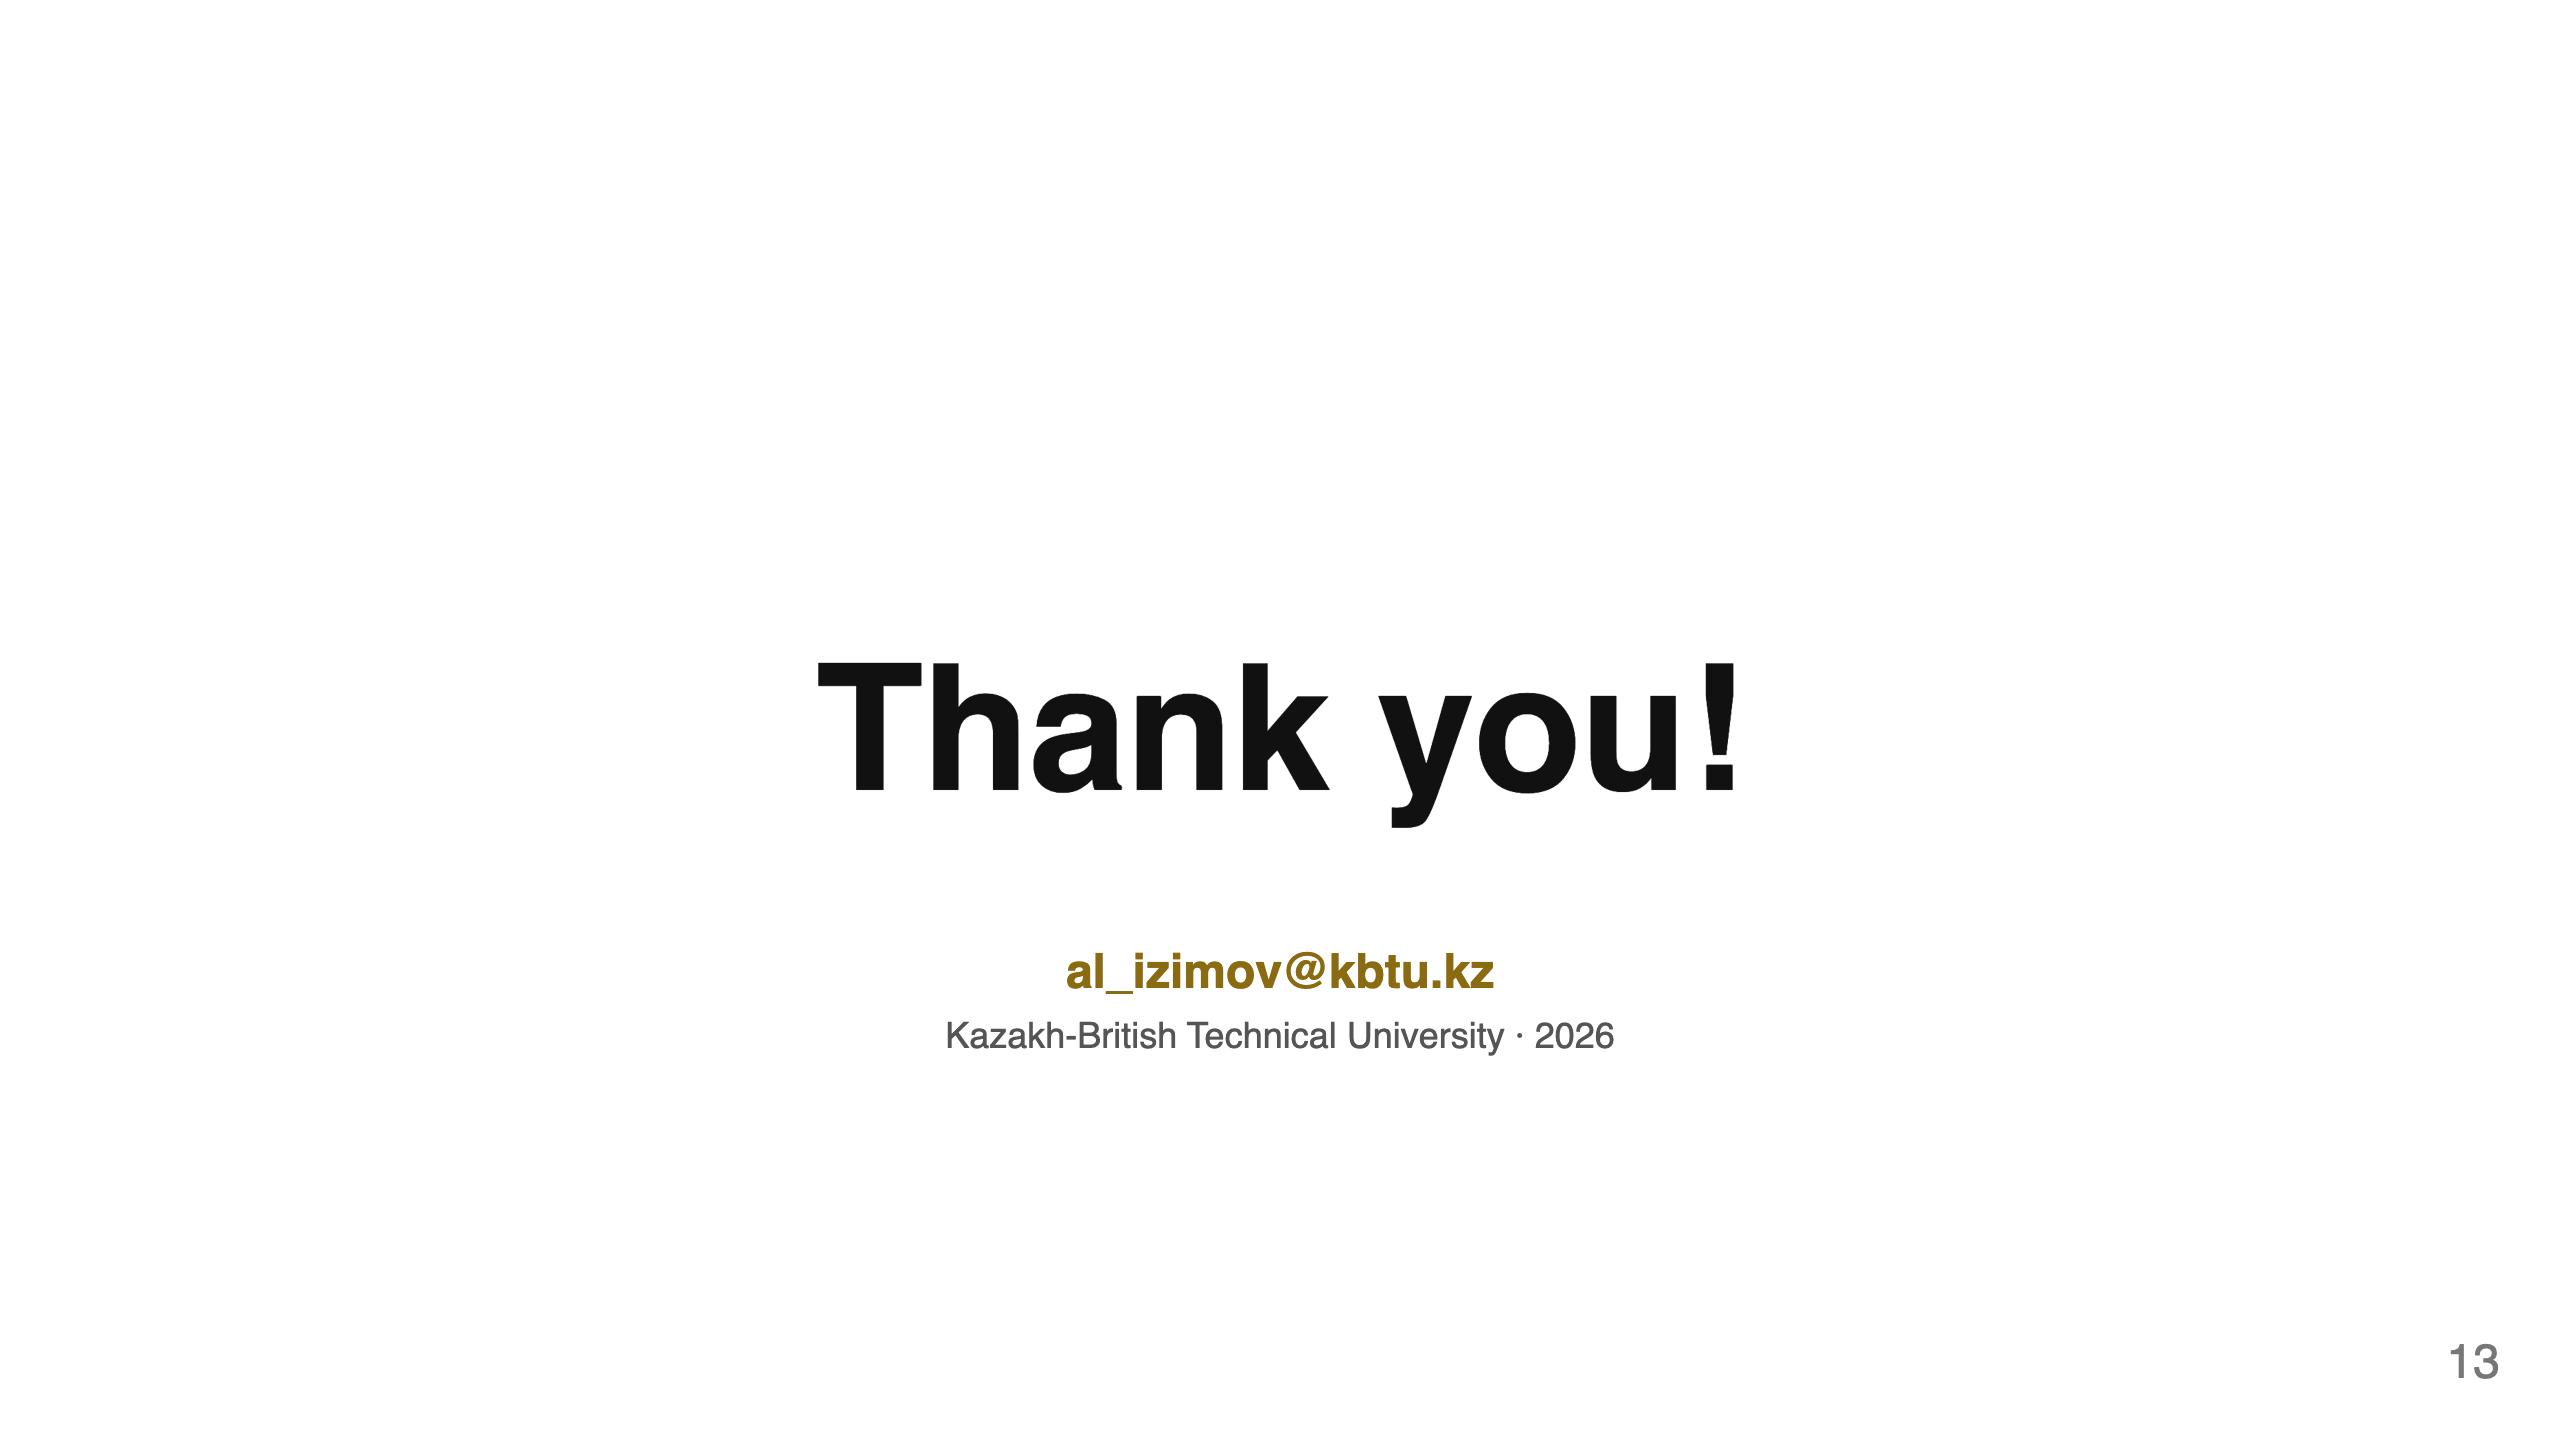 Thank you!
al_izimov@kbtu.kz
Kazakh-British Technical University · 2026
13